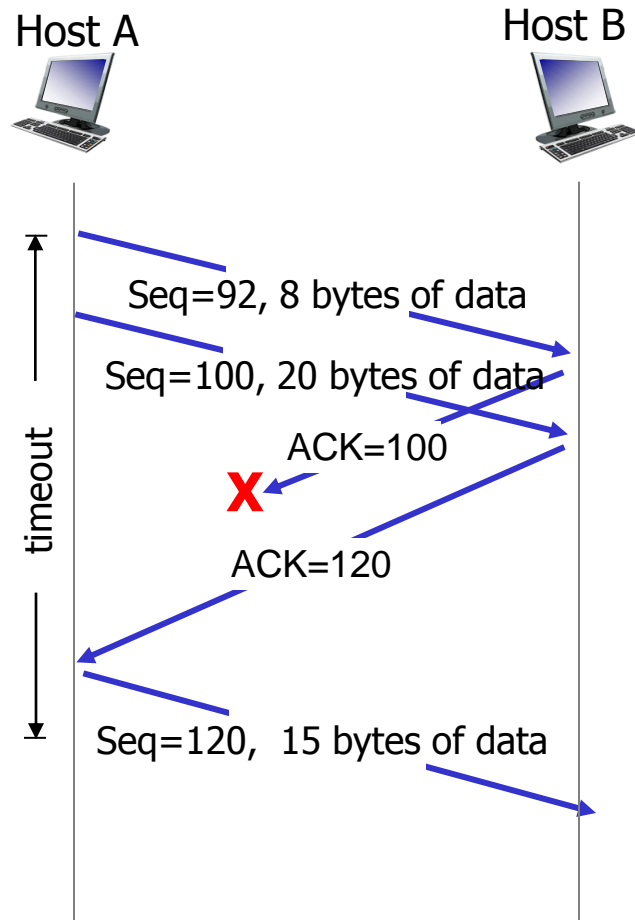 Host A
Host B
Seq=92, 8 bytes of data
Seq=100, 20 bytes of data
ACK=100
X
timeout
ACK=120
Seq=120, 15 bytes of data